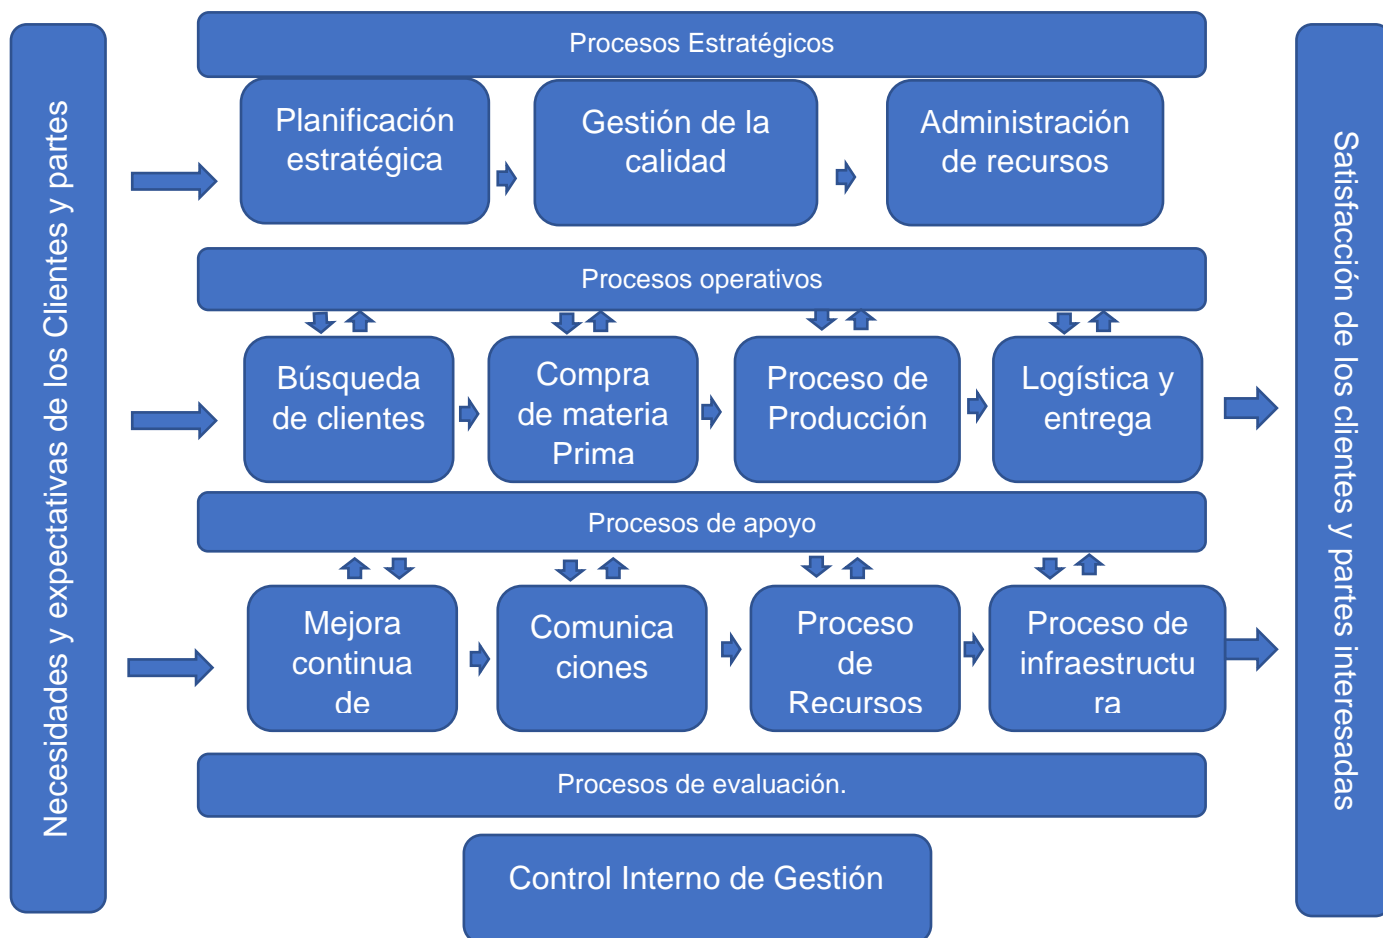 Necesidades y expectativas de los Clientes y partes
Procesos Estratégicos
Planificación
estratégica
Gestión de la
calidad
Administración
de recursos
Procesos operativos
Búsqueda
de clientes
Compra
de materia
Prima
Proceso de
Producción
Logística y
entrega
Procesos de apoyo
Mejora
continua
de
Comunica
ciones
Proceso
de
Recursos
Proceso de
infraestructu
ra
Procesos de evaluación.
Control Interno de Gestión
Satisfacción de los clientes y partes interesadas